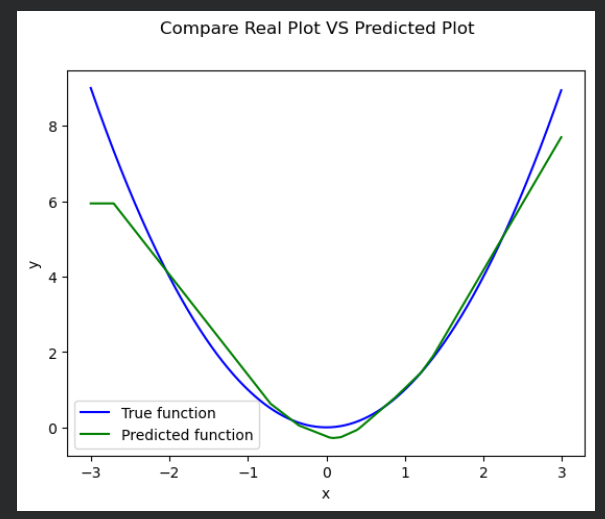 Compare Real Plot VS Predicted Plot
y
8
6
4
2
0
True function
Predicted function
−3 −2 −1 0 1 2 3
x